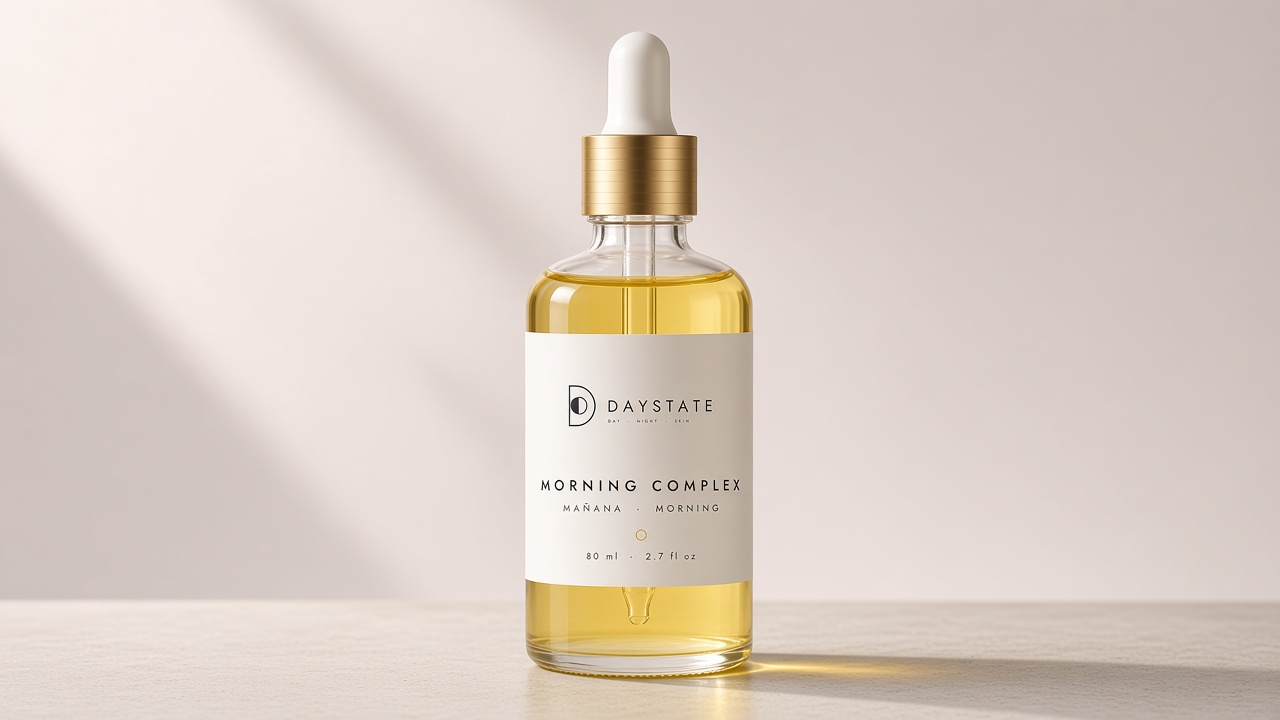 DAYSTATE
DAY · NIGHT · SKIN
MORNING COMPLEX
MAÑANA · MORNING
80 ml · 2.7 fl oz